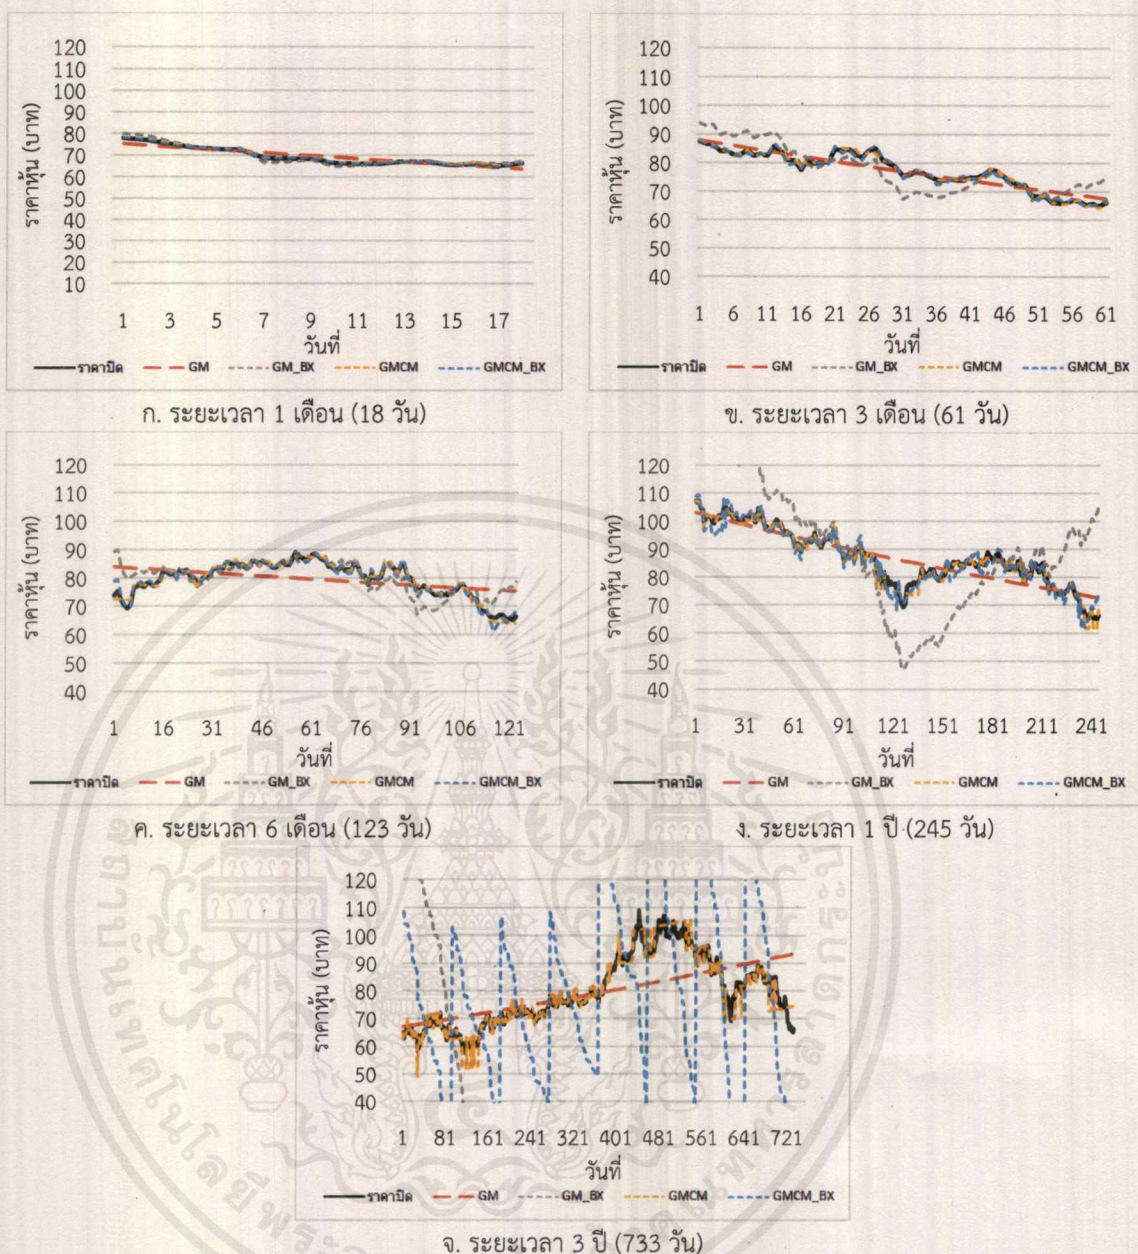 120
110
100
90
80
70
60
50
40
30
20
10
ราคาหุ้น (บาท)
1 3 5 7 9 11 13 15 17
วันที่
ราคาปิด GM GM_BX GMCM GMCM_BX
ก. ระยะเวลา 1 เดือน (18 วัน)
120
110
100
90
80
70
60
50
40
ราคาหุ้น (บาท)
1 6 11 16 21 26 31 36 41 46 51 56 61
วันที่
ราคาปิด GM GM_BX GMCM GMCM_BX
ข. ระยะเวลา 3 เดือน (61 วัน)
120
110
100
90
80
70
60
50
40
ราคาหุ้น (บาท)
1 16 31 46 61 76 91 106 121
วันที่
ราคาปิด GM GM_BX GMCM GMCM_BX
ค. ระยะเวลา 6 เดือน (123 วัน)
120
110
100
90
80
70
60
50
40
ราคาหุ้น (บาท)
1 31 61 91 121 151 181 211 241
วันที่
ราคาปิด GM GM_BX GMCM GMCM_BX
ง. ระยะเวลา 1 ปี (245 วัน)
120
110
100
90
80
70
60
50
40
ราคาหุ้น (บาท)
1 81 161 241 321 401 481 561 641 721
วันที่
ราคาปิด GM GM_BX GMCM GMCM_BX
จ. ระยะเวลา 3 ปี (733 วัน)